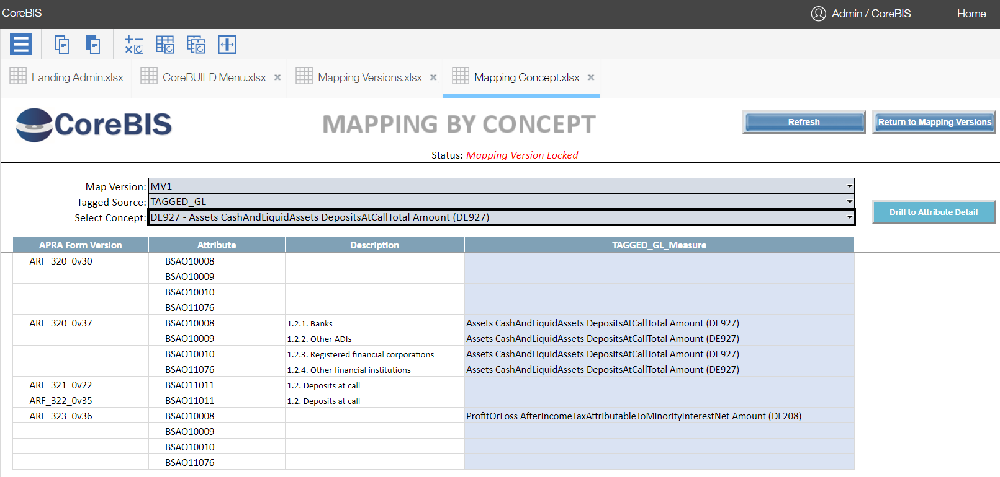 CoreBIS
Admin / CoreBIS
Home |
Landing Admin.xlsx
CoreBUILD Menu.xlsx x
Mapping Versions.xlsx x
Mapping Concept.xlsx x
CoreBIS
MAPPING BY CONCEPT
Refresh
Return to Mapping Versions
Status: Mapping Version Locked
Map Version: MV1
Tagged Source: TAGGED_GL
Select Concept: DE927 - Assets CashAndLiquidAssets DepositsAtCallTotal Amount (DE927)
Drill to Attribute Detail
APRA Form Version Attribute Description TAGGED_GL_Measure
ARF_320_0v30 BSAO10008
BSAO10009
BSAO10010
BSAO11076
ARF_320_0v37 BSAO10008 1.2.1. Banks Assets CashAndLiquidAssets DepositsAtCallTotal Amount (DE927)
BSAO10009 1.2.2. Other ADIs Assets CashAndLiquidAssets DepositsAtCallTotal Amount (DE927)
BSAO10010 1.2.3. Registered financial corporations Assets CashAndLiquidAssets DepositsAtCallTotal Amount (DE927)
BSAO11076 1.2.4. Other financial institutions Assets CashAndLiquidAssets DepositsAtCallTotal Amount (DE927)
ARF_321_0v22 BSAO11011 1.2. Deposits at call
ARF_322_0v35 BSAO11011 1.2. Deposits at call
ARF_323_0v36 BSAO10008 ProfitOrLoss AfterIncomeTaxAttributableToMinorityInterestNet Amount (DE208)
BSAO10009
BSAO10010
BSAO11076